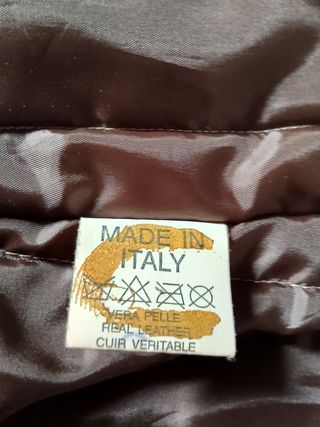 MADE IN
ITALY
VERA PELLE
REAL LEATHER
CUIR VERITABLE